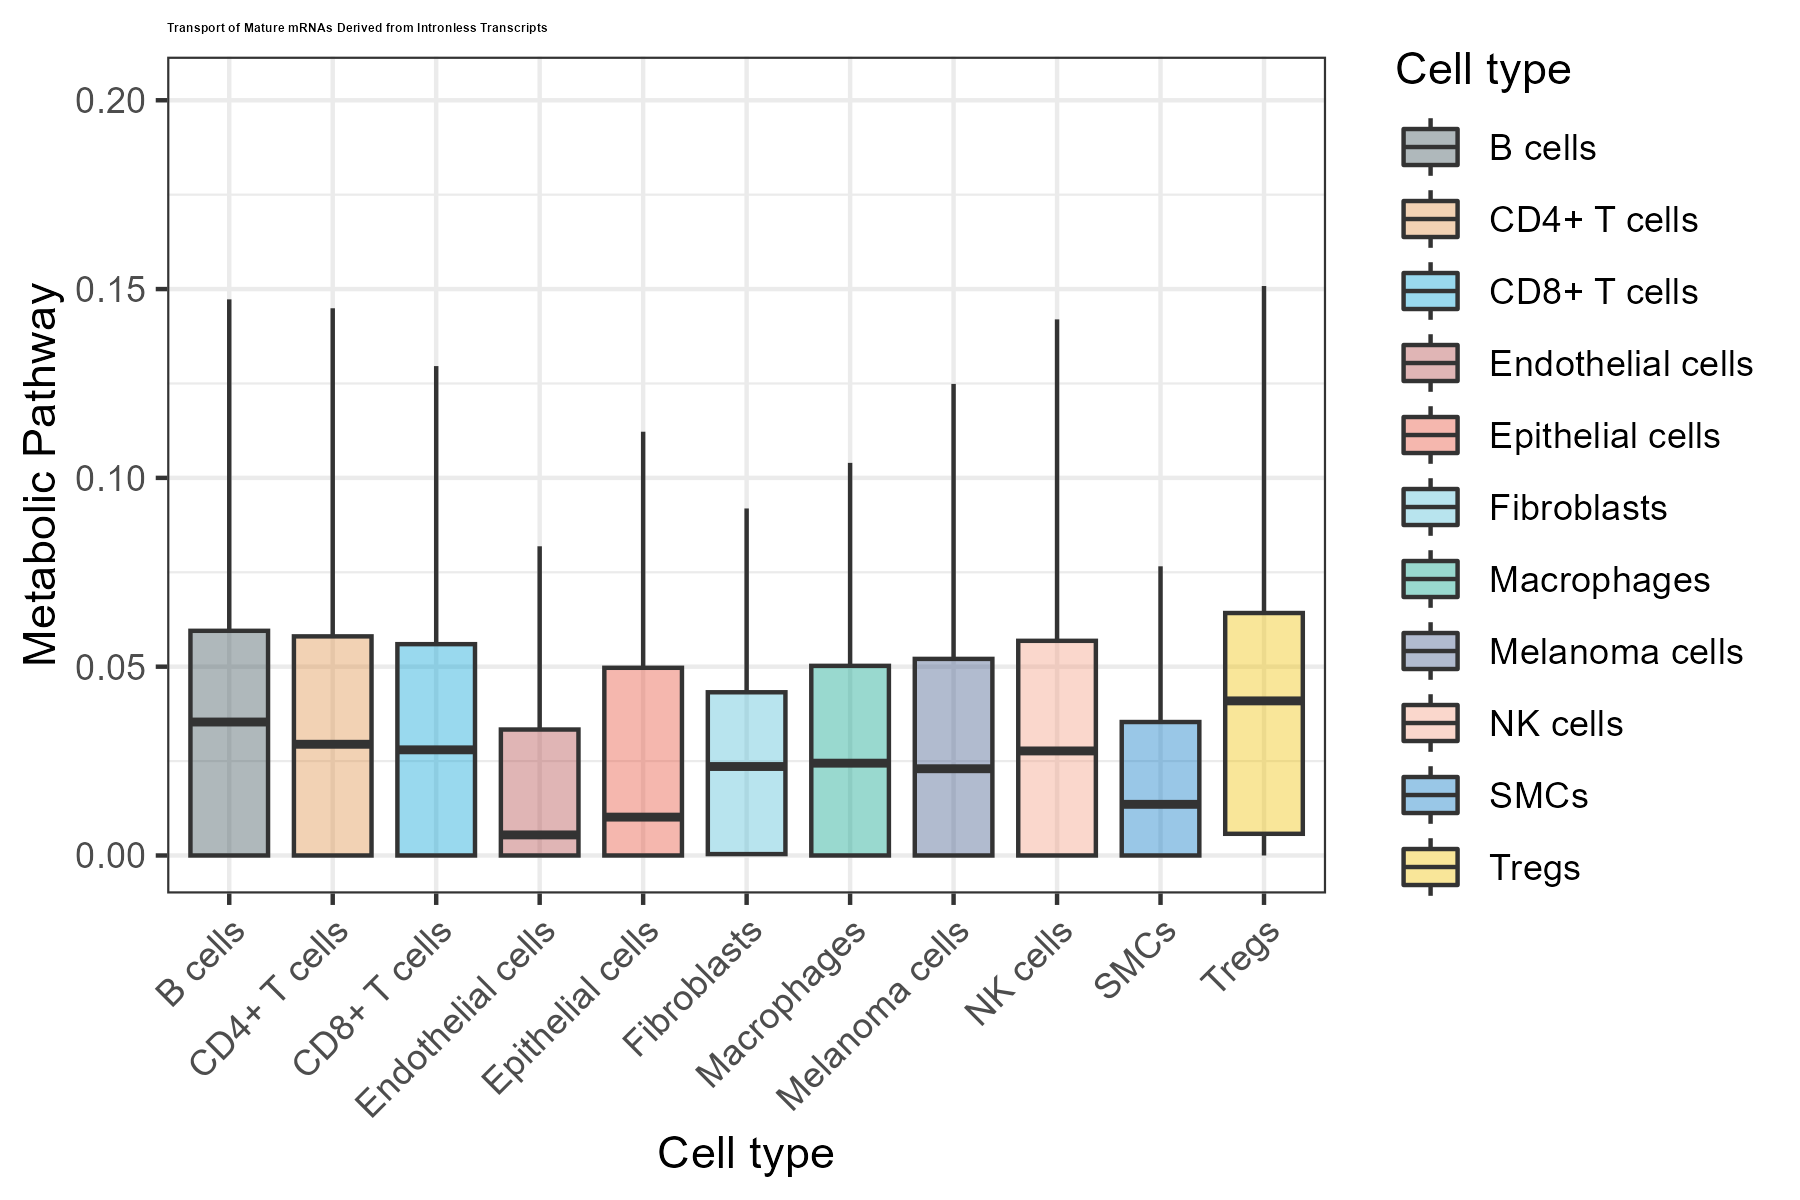 Transport of Mature mRNAs Derived from Intronless Transcripts
Metabolic Pathway
0.20
0.15
0.10
0.05
0.00
B cells
CD4+ T cells
CD8+ T cells
Endothelial cells
Epithelial cells
Fibroblasts
Macrophages
Melanoma cells
NK cells
SMCs
Tregs
Cell type
Cell type
B cells
CD4+ T cells
CD8+ T cells
Endothelial cells
Epithelial cells
Fibroblasts
Macrophages
Melanoma cells
NK cells
SMCs
Tregs